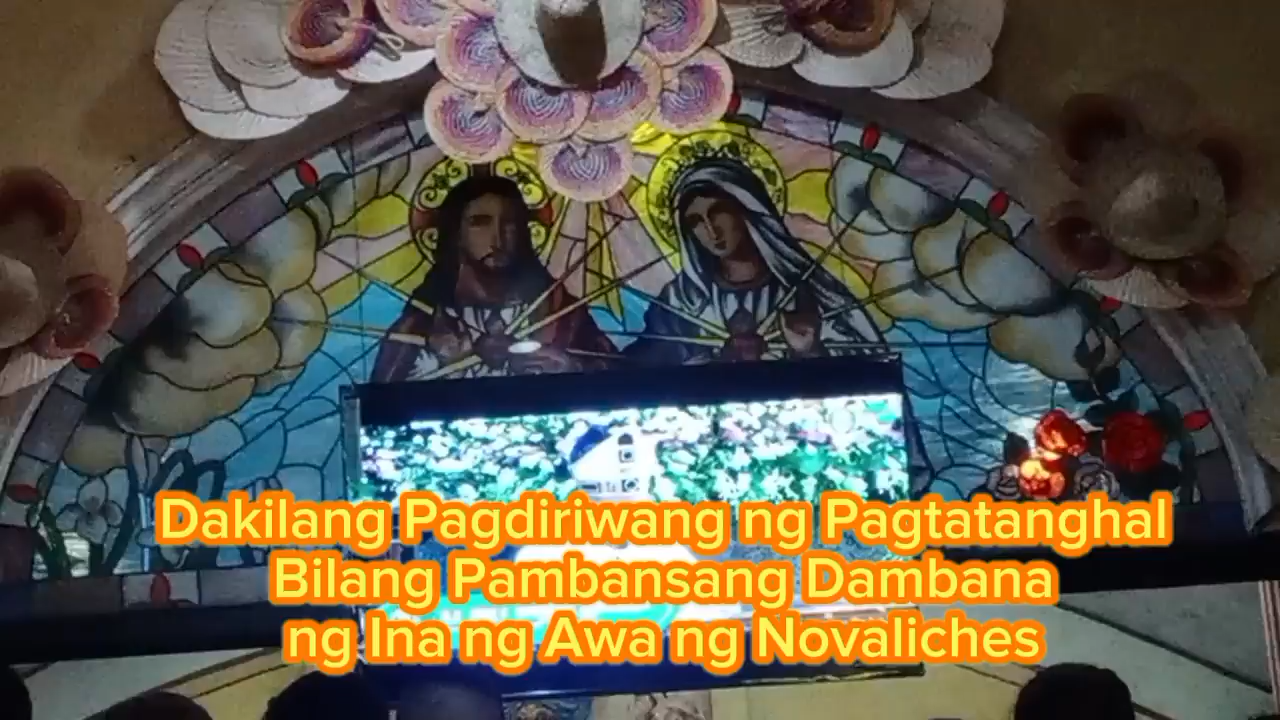 Dakilang Pagdiriwang ng Pagtatanghal
Bilang Pambansang Dambana
ng Ina ng Awa ng Novaliches